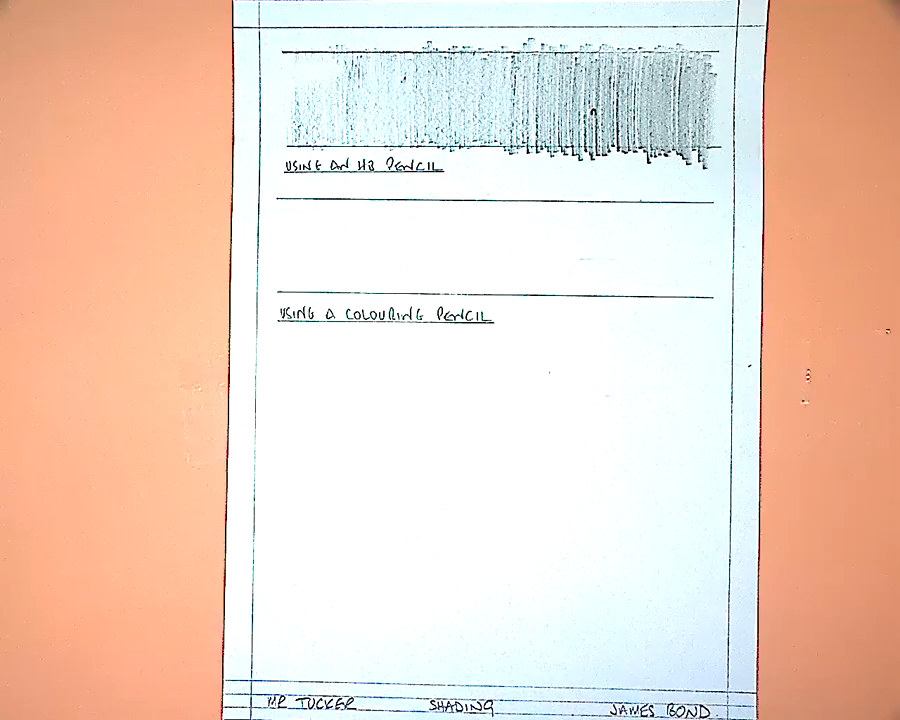 USING AN HB PENCIL
USING A COLOURING PENCIL
MR TUCKER SHADING JAMES BOND